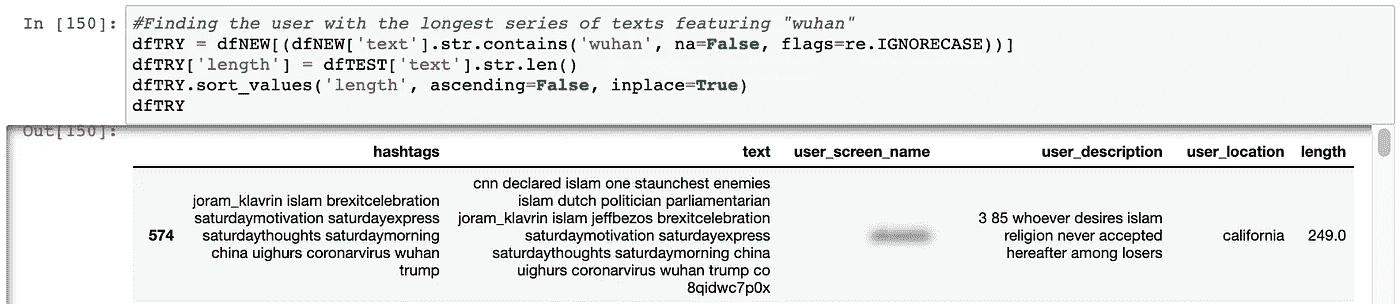 In [150]: #Finding the user with the longest series of texts featuring "wuhan"
dfTRY = dfNEW[(dfNEW['text'].str.contains('wuhan', na=False, flags=re.IGNORECASE))]
dfTRY['length'] = dfTEST['text'].str.len()
dfTRY.sort_values('length', ascending=False, inplace=True)
dfTRY
Out[150]:
hashtags text user_screen_name user_description user_location length
574
joram_klavrin islam brexitcelebration
saturdaymotivation saturdayexpress
saturdaythoughts saturdaymorning
china uighurs coronarvirus wuhan
trump
cnn declared islam one staunchest enemies
islam dutch politician parliamentarian
joram_klavrin islam jeffbezos brexitcelebration
saturdaymotivation saturdayexpress
saturdaythoughts saturdaymorning china
uighurs coronarvirus wuhan trump co
8qidwc7p0x
3 85 whoever desires islam
religion never accepted
hereafter among losers
california
249.0